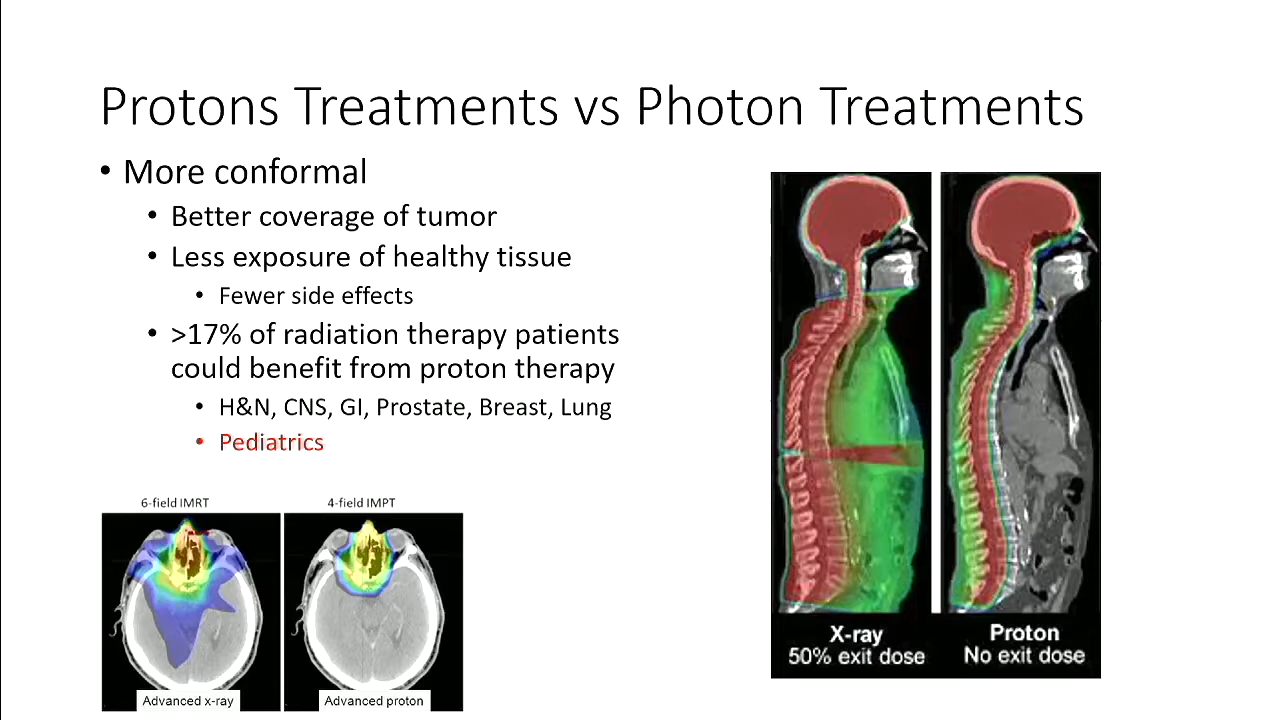 Protons Treatments vs Photon Treatments
• More conformal
• Better coverage of tumor
• Less exposure of healthy tissue
• Fewer side effects
• >17% of radiation therapy patients
could benefit from proton therapy
• H&N, CNS, GI, Prostate, Breast, Lung
• Pediatrics
6-field IMRT
4-field IMPT
Advanced x-ray
Advanced proton
X-ray
50% exit dose
Proton
No exit dose